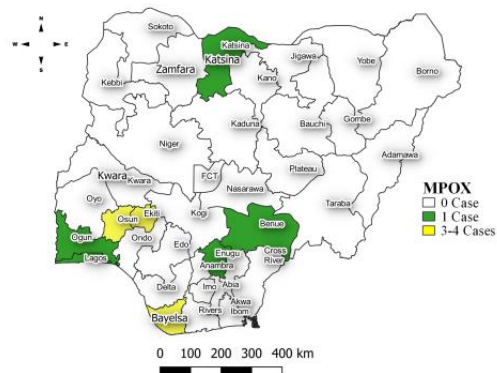 N
W E
S
Sokoto
Katsina
Katsina
Zamfara
Jigawa
Yobe
Borno
Kebbi
Kano
Kaduna
Bauchi
Gombe
Adamawa
Niger
Plateau
Kwara
Kwara
FCT
Nasarawa
Taraba
Oyo
Kogi
Osun
Ekiti
Benue
Ogun
Ondo
Edo
Enugu
Cross
River
Lagos
Anambra
Delta
Imo
Abia
Bayelsa
Rivers
Akwa
Ibom
MPOX
0 Case
1 Case
3-4 Cases
0 100 200 300 400 km